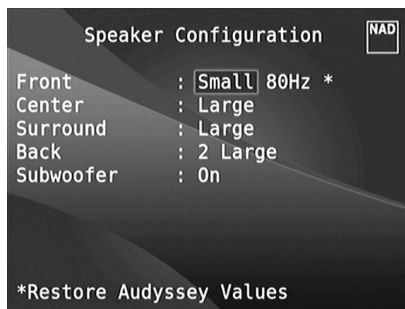 Speaker Configuration
NAD
Front : Small 80Hz *
Center : Large
Surround : Large
Back : 2 Large
Subwoofer : On
*Restore Audyssey Values